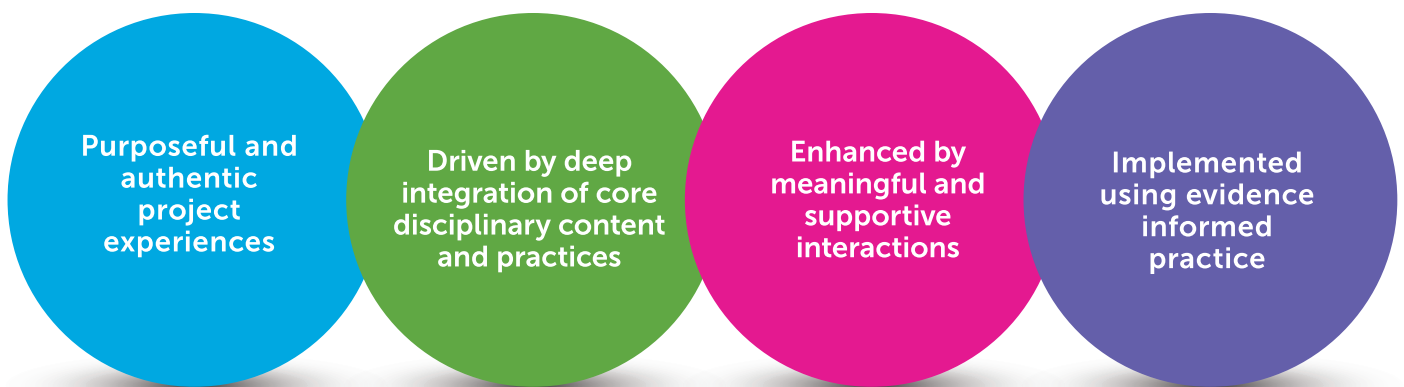 Purposeful and
authentic
project
experiences
Driven by deep
integration of core
disciplinary content
and practices
Enhanced by
meaningful and
supportive
interactions
Implemented
using evidence
informed
practice